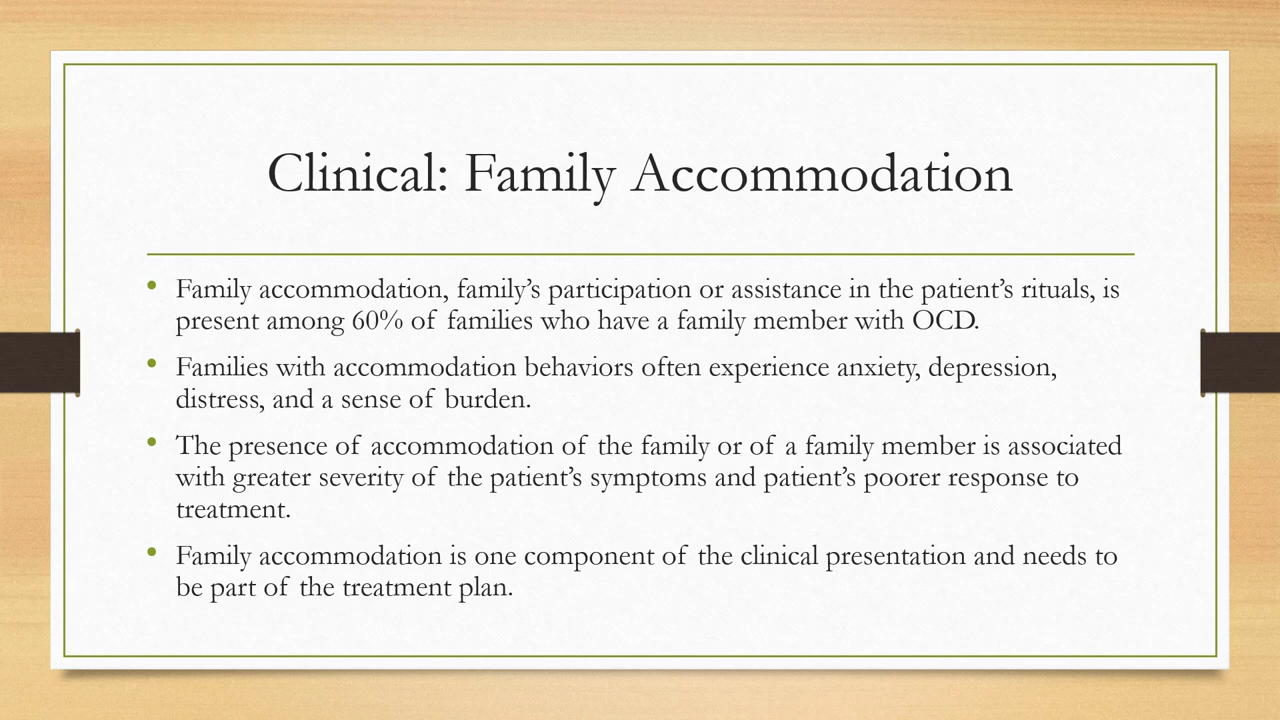 Clinical: Family Accommodation
• Family accommodation, family’s participation or assistance in the patient’s rituals, is
present among 60% of families who have a family member with OCD.
• Families with accommodation behaviors often experience anxiety, depression,
distress, and a sense of burden.
• The presence of accommodation of the family or of a family member is associated
with greater severity of the patient’s symptoms and patient’s poorer response to
treatment.
• Family accommodation is one component of the clinical presentation and needs to
be part of the treatment plan.